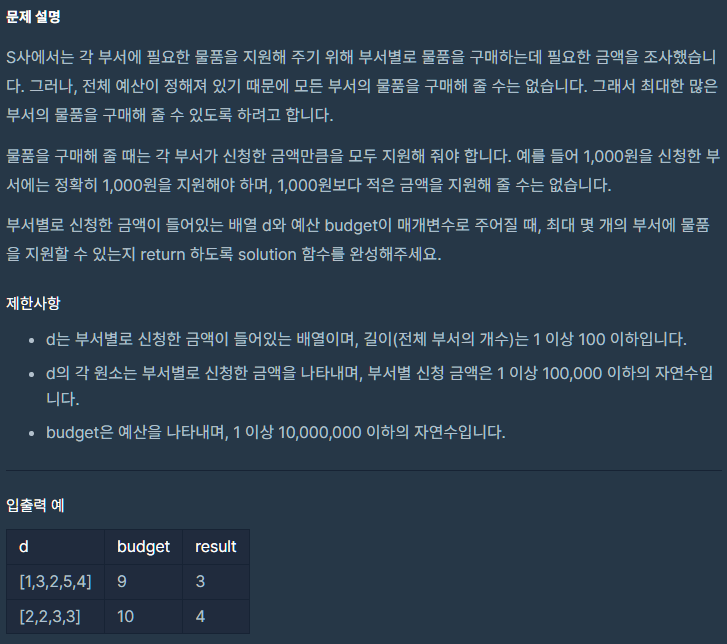 문제 설명
S사에서는 각 부서에 필요한 물품을 지원해 주기 위해 부서별로 물품을 구매하는데 필요한 금액을 조사했습니
다. 그러나, 전체 예산이 정해져 있기 때문에 모든 부서의 물품을 구매해 줄 수는 없습니다. 그래서 최대한 많은
부서의 물품을 구매해 줄 수 있도록 하려고 합니다.
물품을 구매해 줄 때는 각 부서가 신청한 금액만큼을 모두 지원해 줘야 합니다. 예를 들어 1,000원을 신청한 부
서에는 정확히 1,000원을 지원해야 하며, 1,000원보다 적은 금액을 지원해 줄 수는 없습니다.
부서별로 신청한 금액이 들어있는 배열 d와 예산 budget이 매개변수로 주어질 때, 최대 몇 개의 부서에 물품
을 지원할 수 있는지 return 하도록 solution 함수를 완성해주세요.
제한사항
• d는 부서별로 신청한 금액이 들어있는 배열이며, 길이(전체 부서의 개수)는 1 이상 100 이하입니다.
• d의 각 원소는 부서별로 신청한 금액을 나타내며, 부서별 신청 금액은 1 이상 100,000 이하의 자연수입
니다.
• budget은 예산을 나타내며, 1 이상 10,000,000 이하의 자연수입니다.
입출력 예
d budget result
[1,3,2,5,4] 9 3
[2,2,3,3] 10 4